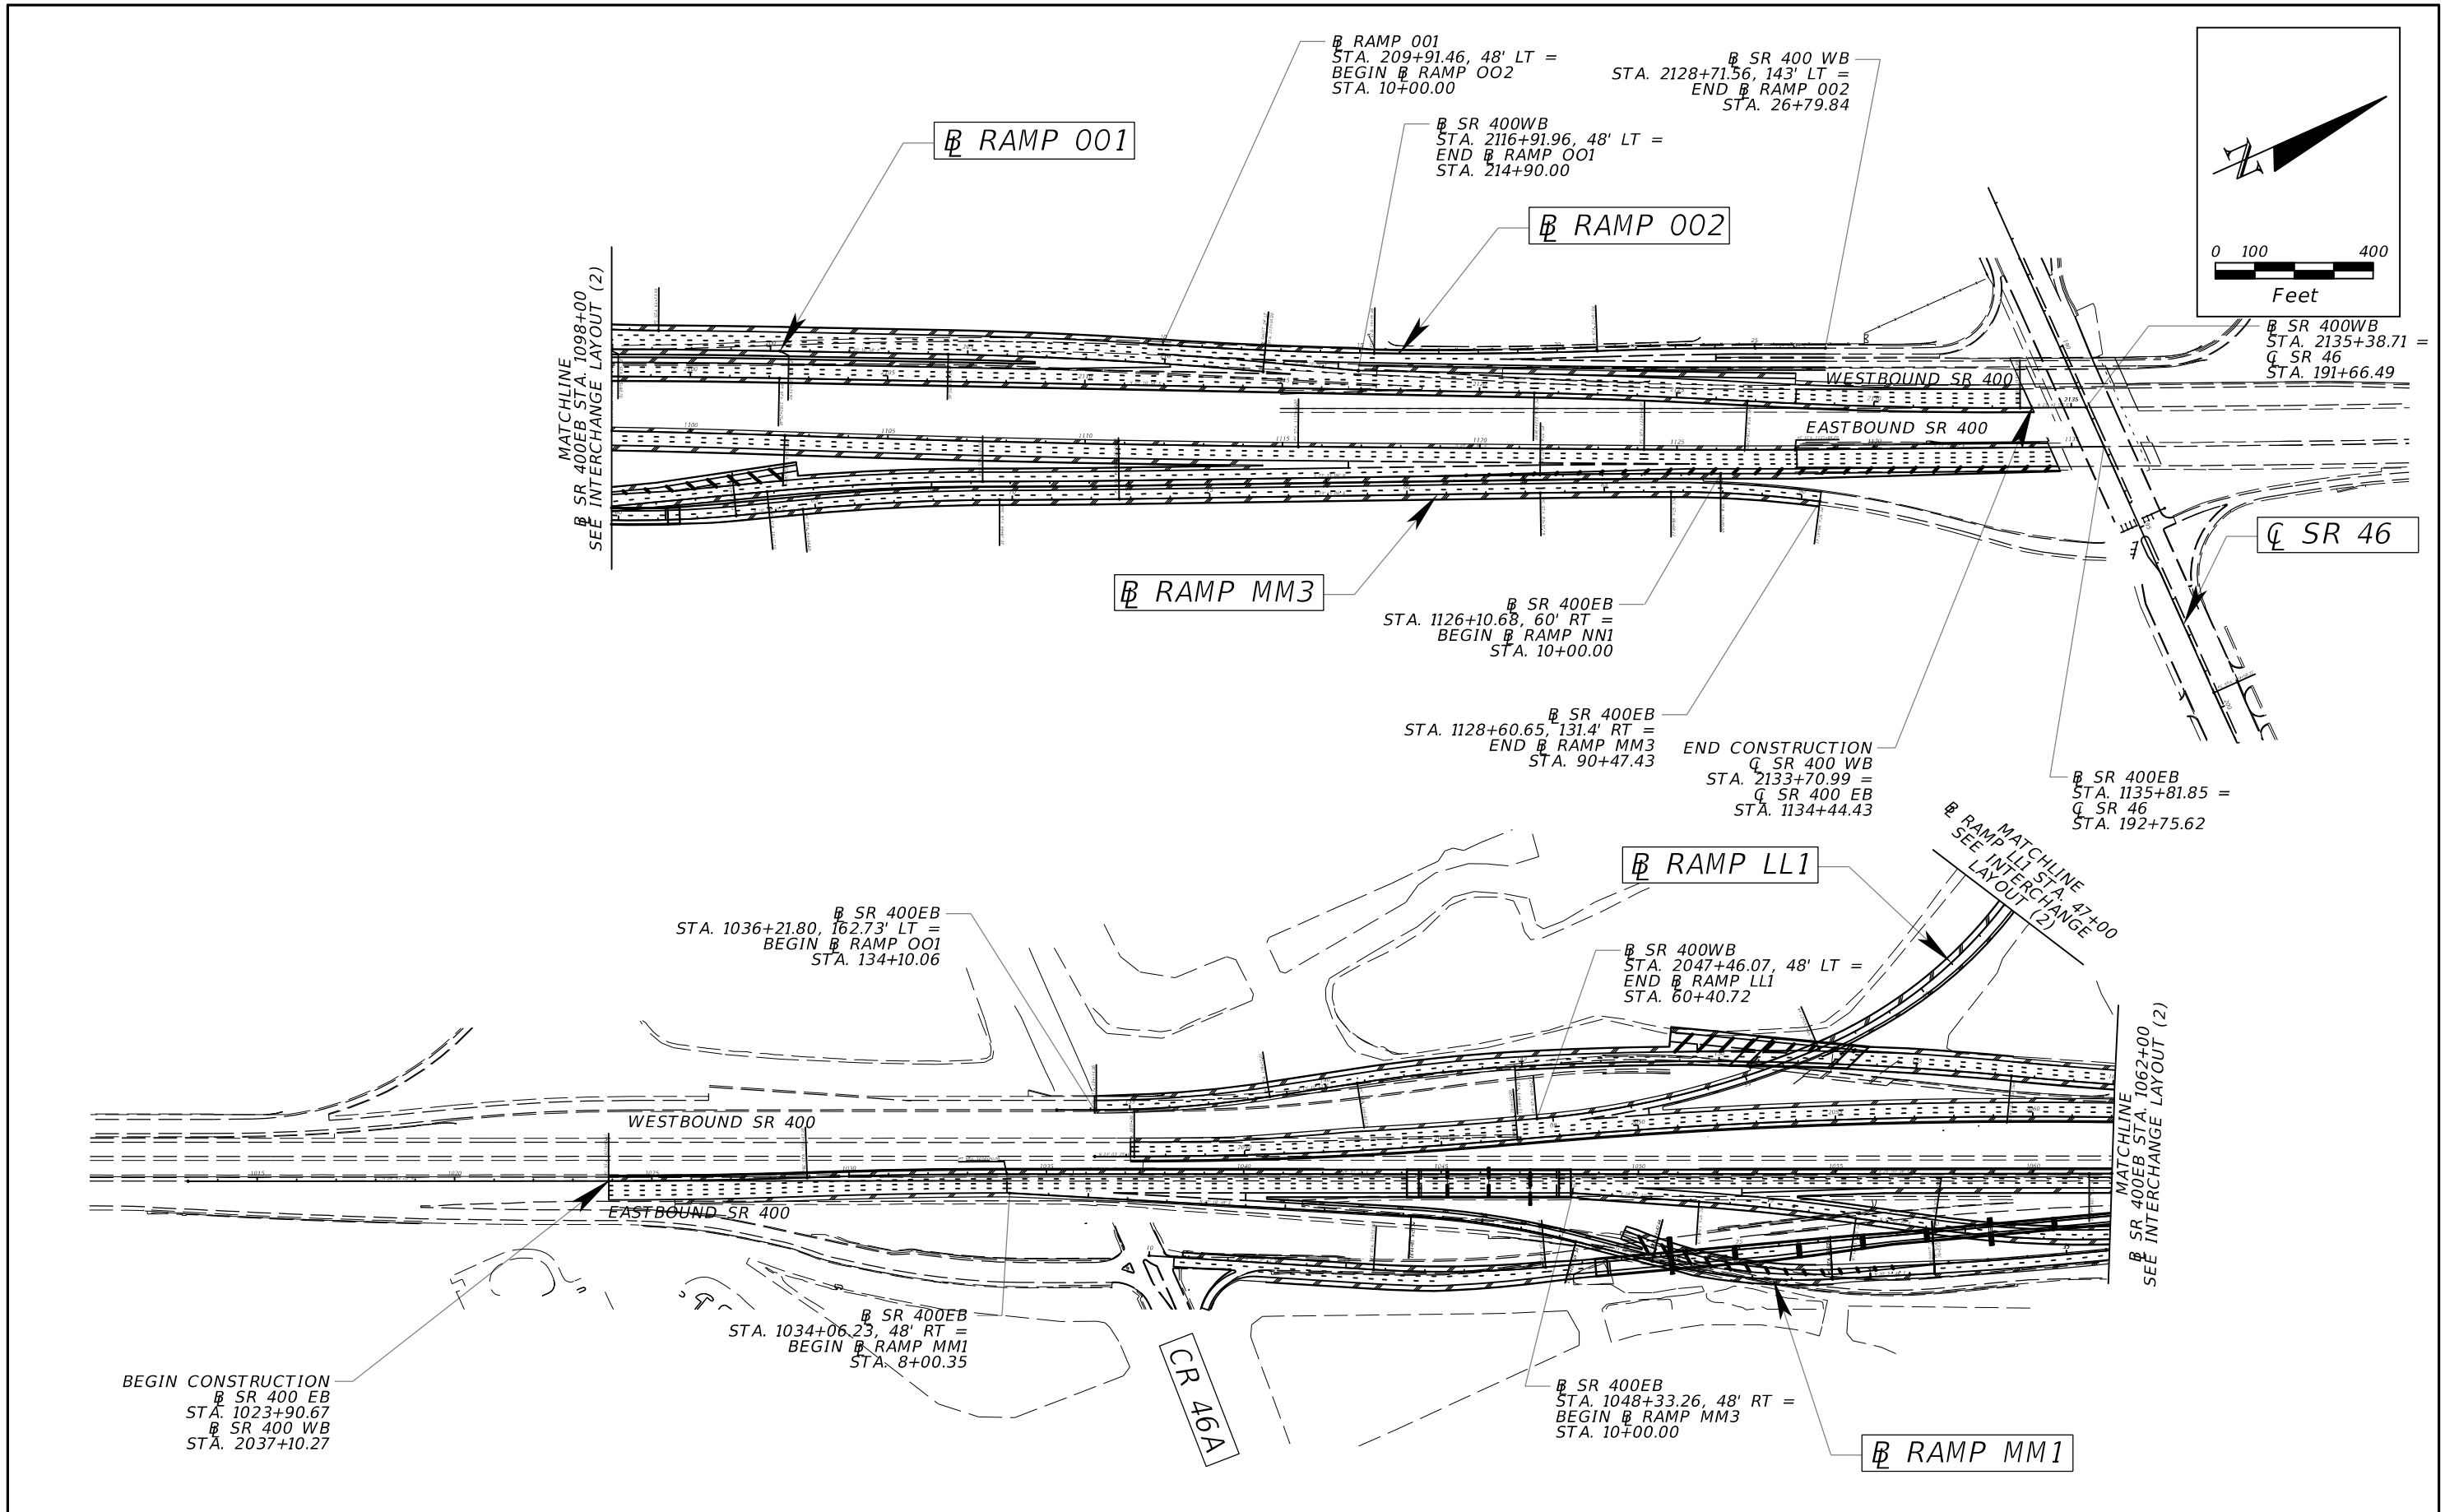 ℄ RAMP 001
STA. 209+91.46, 48' LT =
BEGIN ℄ RAMP OO2
STA. 10+00.00
℄ SR 400 WB
STA. 2128+71.56, 143' LT =
END ℄ RAMP 002
STA. 26+79.84
℄ SR 400WB
STA. 2116+91.96, 48' LT =
END ℄ RAMP OO1
STA. 214+90.00
℄ RAMP OO1
℄ RAMP OO2
N
0 100 400
Feet
MATCHLINE
℄ SR 400EB STA. 1098+00
SEE INTERCHANGE LAYOUT (2)
℄ SR 400WB
STA. 2135+38.71 =
℄ SR 46
STA. 191+66.49
WESTBOUND SR 400
EASTBOUND SR 400
℄ SR 46
℄ RAMP MM3
℄ SR 400EB
STA. 1126+10.68, 60' RT =
BEGIN ℄ RAMP NN1
STA. 10+00.00
℄ SR 400EB
STA. 1128+60.65, 131.4' RT =
END ℄ RAMP MM3
STA. 90+47.43
END CONSTRUCTION
℄ SR 400 WB
STA. 2133+70.99 =
℄ SR 400 EB
STA. 1134+44.43
℄ SR 400EB
STA. 1135+81.85 =
℄ SR 46
STA. 192+75.62
℄ RAMP LL1
MATCHLINE
℄ RAMP LL1 STA. 47+00
SEE INTERCHANGE
LAYOUT (2)
℄ SR 400EB
STA. 1036+21.80, 162.73' LT =
BEGIN ℄ RAMP OO1
STA. 134+10.06
℄ SR 400WB
STA. 2047+46.07, 48' LT =
END ℄ RAMP LL1
STA. 60+40.72
MATCHLINE
℄ SR 400EB STA. 1062+00
SEE INTERCHANGE LAYOUT (2)
WESTBOUND SR 400
EASTBOUND SR 400
℄ SR 400EB
STA. 1034+06.23, 48' RT =
BEGIN ℄ RAMP MM1
STA. 8+00.35
BEGIN CONSTRUCTION
℄ SR 400 EB
STA. 1023+90.67
℄ SR 400 WB
STA. 2037+10.27
CR 46A
℄ SR 400EB
STA. 1048+33.26, 48' RT =
BEGIN ℄ RAMP MM3
STA. 10+00.00
℄ RAMP MM1